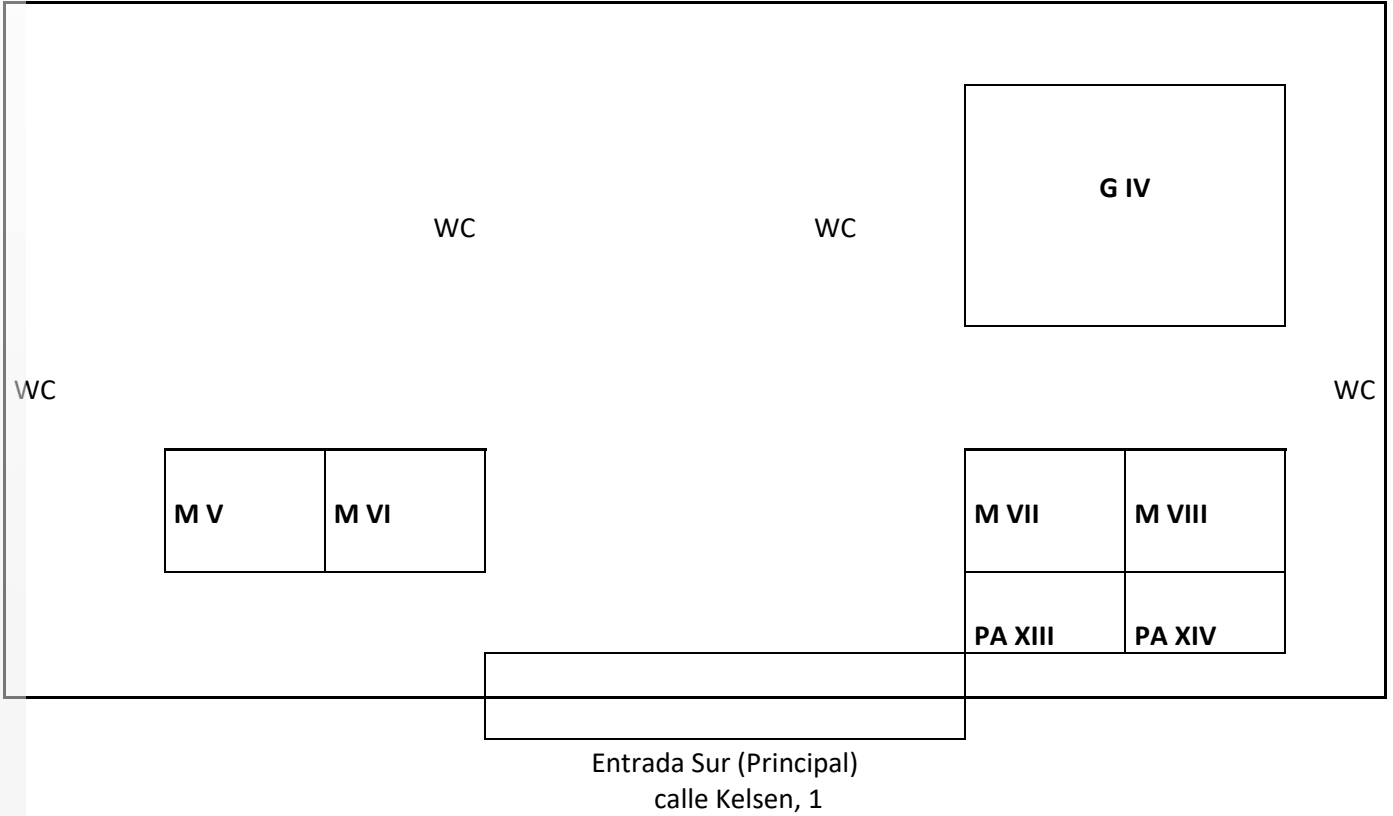 G IV
WC WC
WC WC
M V M VI M VII M VIII
PA XIII PA XIV
Entrada Sur (Principal)
calle Kelsen, 1